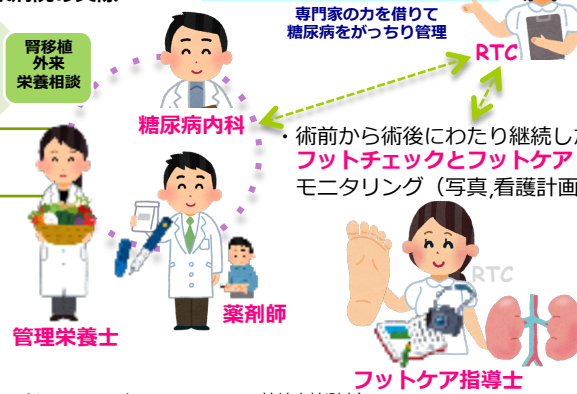 専門家の力を借りて
糖尿病をがっちり管理
腎移植
外来
栄養相談
RTC
糖尿病内科
・術前から術後にわたり継続した
フットチェックとフットケア
モニタリング（写真,看護計画
RTC
薬剤師
管理栄養士
フットケア指導士